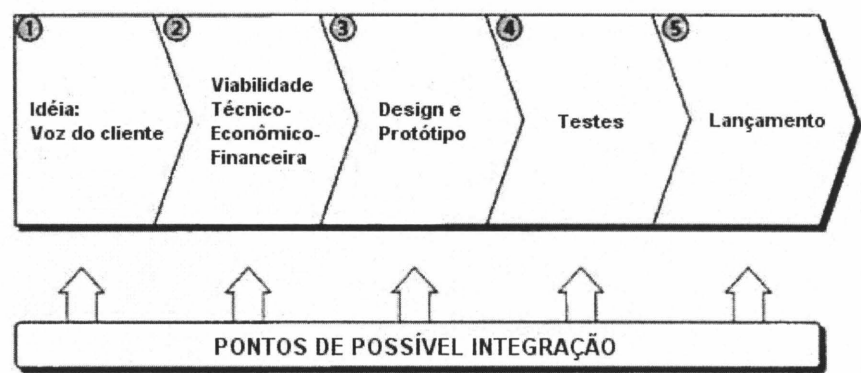 1
Idéia:
Voz do cliente
2
Viabilidade
Técnico-
Econômico-
Financeira
3
Design e
Protótipo
4
Testes
5
Lançamento
PONTOS DE POSSÍVEL INTEGRAÇÃO